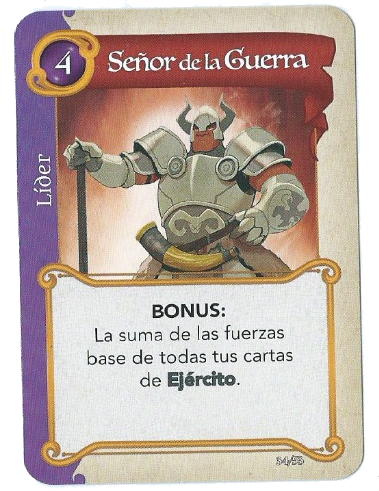 4
Señor de la Guerra
Líder
BONUS:
La suma de las fuerzas
base de todas tus cartas
de Ejército.
34/53